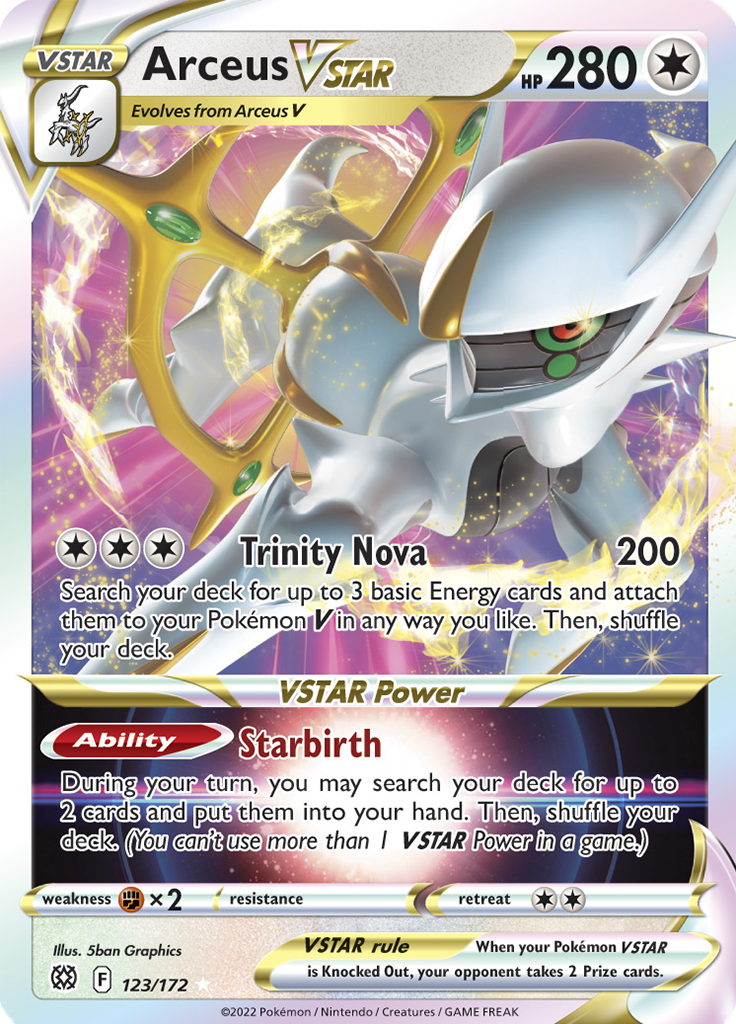 VSTAR
Arceus VSTAR
HP 280
Evolves from Arceus V
Trinity Nova 200
Search your deck for up to 3 basic Energy cards and attach
them to your Pokémon V in any way you like. Then, shuffle
your deck.
VSTAR Power
Ability Starbirth
During your turn, you may search your deck for up to
2 cards and put them into your hand. Then, shuffle your
deck. (You can't use more than 1 VSTAR Power in a game.)
weakness ×2 resistance retreat
Illus. 5ban Graphics
VSTAR rule When your Pokémon VSTAR
is Knocked Out, your opponent takes 2 Prize cards.
F 123/172
©2022 Pokémon / Nintendo / Creatures / GAME FREAK